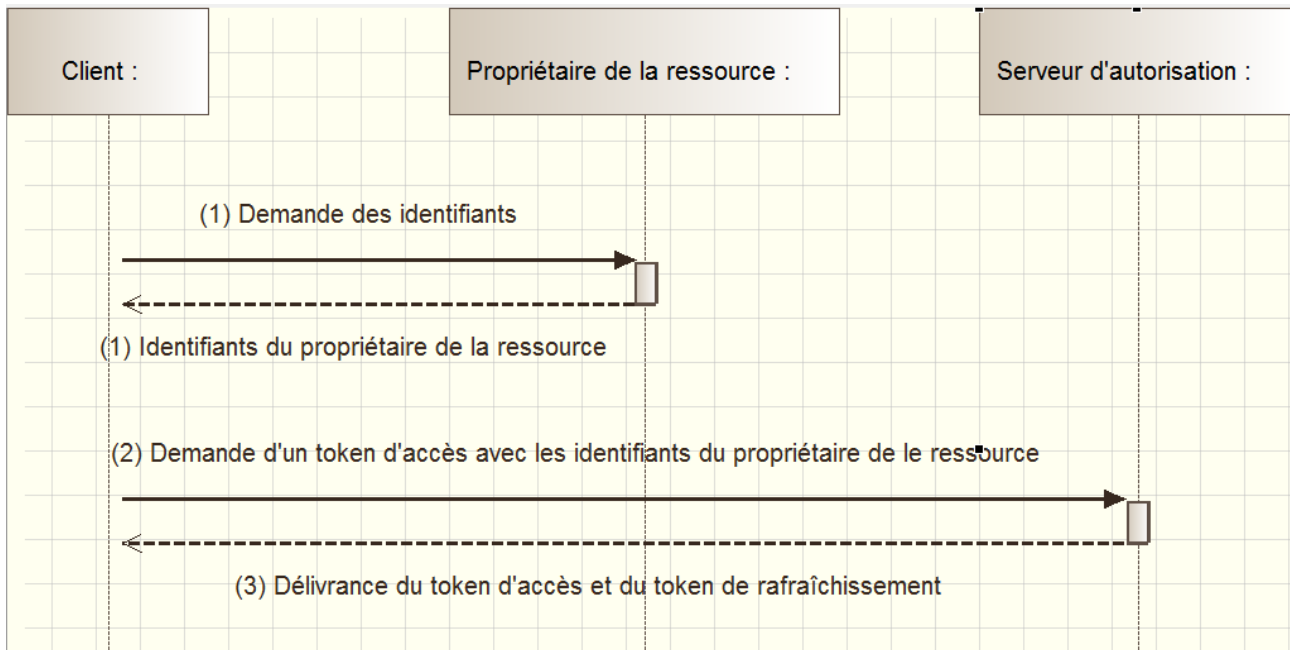 Client :
Propriétaire de la ressource :
Serveur d'autorisation :
(1) Demande des identifiants
(1) Identifiants du propriétaire de la ressource
(2) Demande d'un token d'accès avec les identifiants du propriétaire de le ressource
(3) Délivrance du token d'accès et du token de rafraîchissement